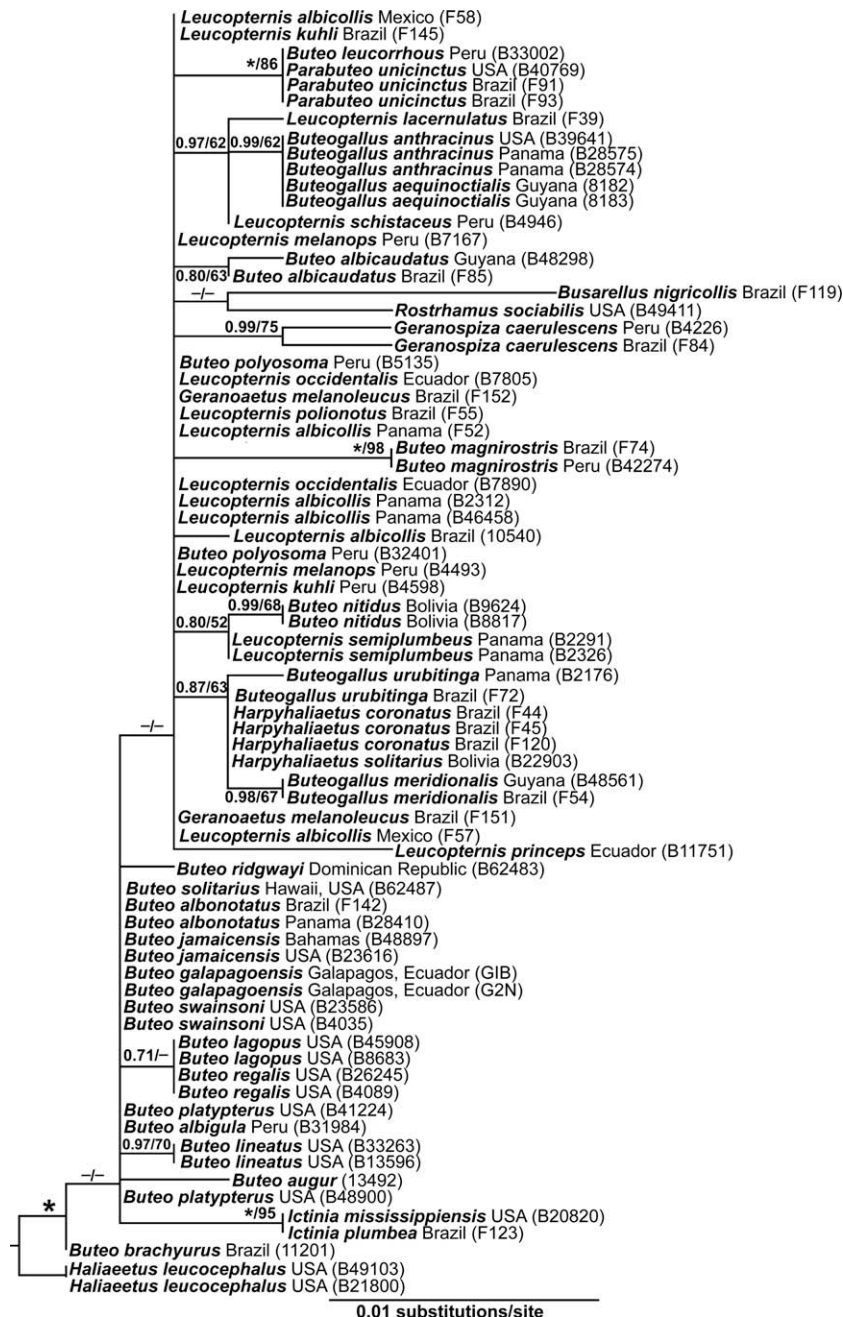 Leucopternis albicollis Mexico (F58)
Leucopternis kuhli Brazil (F145)
Buteo leucorrhous Peru (B33002)
*/86
Parabuteo unicinctus USA (B40769)
Parabuteo unicinctus Brazil (F91)
Parabuteo unicinctus Brazil (F93)
Leucopternis lacernulatus Brazil (F39)
0.97/62 0.99/62
Buteogallus anthracinus USA (B39641)
Buteogallus anthracinus Panama (B28575)
Buteogallus anthracinus Panama (B28574)
Buteogallus aequinoctialis Guyana (8182)
Buteogallus aequinoctialis Guyana (8183)
Leucopternis schistaceus Peru (B4946)
Leucopternis melanops Peru (B7167)
Buteo albicaudatus Guyana (B48298)
0.80/63
Buteo albicaudatus Brazil (F85)
–/–
Busarellus nigricollis Brazil (F119)
Rostrhamus sociabilis USA (B49411)
0.99/75
Geranospiza caerulescens Peru (B4226)
Geranospiza caerulescens Brazil (F84)
Buteo polyosoma Peru (B5135)
Leucopternis occidentalis Ecuador (B7805)
Geranoaetus melanoleucus Brazil (F152)
Leucopternis polionotus Brazil (F55)
Leucopternis albicollis Panama (F52)
*/98
Buteo magnirostris Brazil (F74)
Buteo magnirostris Peru (B42274)
Leucopternis occidentalis Ecuador (B7890)
Leucopternis albicollis Panama (B2312)
Leucopternis albicollis Panama (B46458)
Leucopternis albicollis Brazil (10540)
Buteo polyosoma Peru (B32401)
Leucopternis melanops Peru (B4493)
Leucopternis kuhli Peru (B4598)
0.99/68
Buteo nitidus Bolivia (B9624)
0.80/52
Buteo nitidus Bolivia (B8817)
Leucopternis semiplumbeus Panama (B2291)
Leucopternis semiplumbeus Panama (B2326)
Buteogallus urubitinga Panama (B2176)
0.87/63
Buteogallus urubitinga Brazil (F72)
Harpyhaliaetus coronatus Brazil (F44)
Harpyhaliaetus coronatus Brazil (F45)
Harpyhaliaetus coronatus Brazil (F120)
Harpyhaliaetus solitarius Bolivia (B22903)
–/–
Buteogallus meridionalis Guyana (B48561)
0.98/67
Buteogallus meridionalis Brazil (F54)
Geranoaetus melanoleucus Brazil (F151)
Leucopternis albicollis Mexico (F57)
Leucopternis princeps Ecuador (B11751)
Buteo ridgwayi Dominican Republic (B62483)
Buteo solitarius Hawaii, USA (B62487)
Buteo albonotatus Brazil (F142)
Buteo albonotatus Panama (B28410)
Buteo jamaicensis Bahamas (B48897)
Buteo jamaicensis USA (B23616)
Buteo galapagoensis Galapagos, Ecuador (GIB)
Buteo galapagoensis Galapagos, Ecuador (G2N)
Buteo swainsoni USA (B23586)
Buteo swainsoni USA (B4035)
Buteo lagopus USA (B45908)
0.71/–
Buteo lagopus USA (B8683)
Buteo regalis USA (B26245)
Buteo regalis USA (B4089)
Buteo platypterus USA (B41224)
Buteo albigula Peru (B31984)
0.97/70
Buteo lineatus USA (B33263)
Buteo lineatus USA (B13596)
–/–
Buteo augur (13492)
Buteo platypterus USA (B48900)
*
*/95
Ictinia mississippiensis USA (B20820)
Ictinia plumbea Brazil (F123)
Buteo brachyurus Brazil (11201)
Haliaeetus leucocephalus USA (B49103)
Haliaeetus leucocephalus USA (B21800)
0.01 substitutions/site